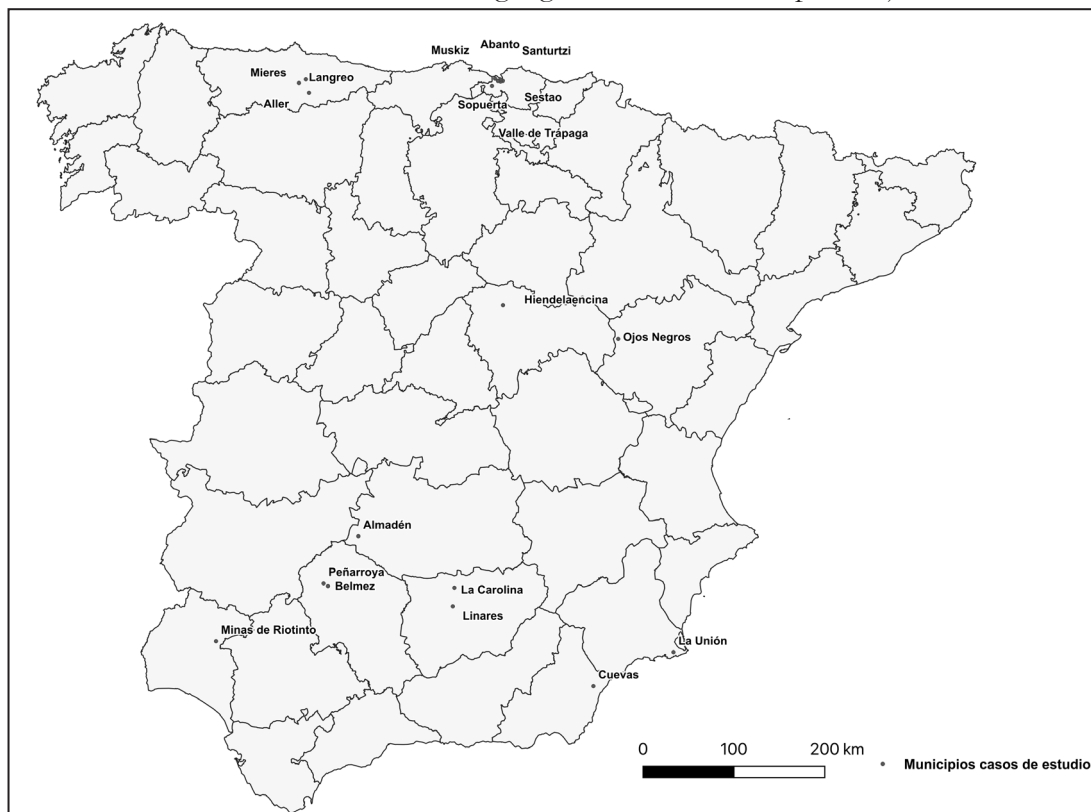 Muskiz
Abanto
Santurtzi
Mieres
Langreo
Aller
Sopuerta
Sestao
Valle de Trápaga
Hiendelaencina
Ojos Negros
Almadén
Peñarroya
Belmez
La Carolina
Linares
Minas de Riotinto
La Unión
Cuevas
0 100 200 km
Municipios casos de estudio